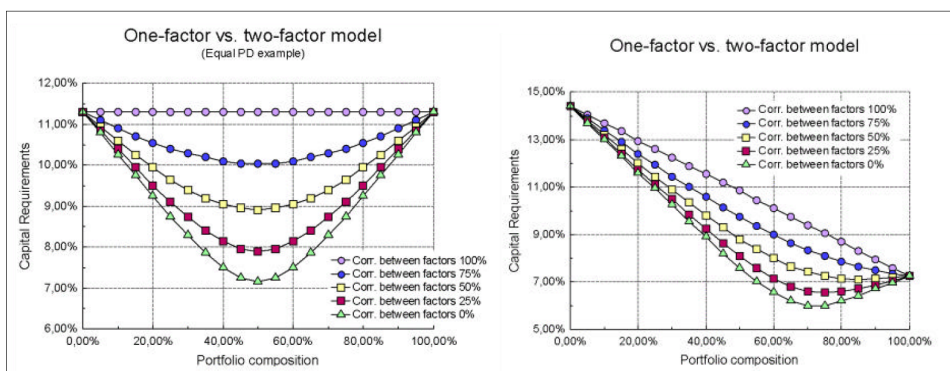 One-factor vs. two-factor model
(Equal PD example)
12,00%
11,00%
10,00%
9,00%
8,00%
7,00%
6,00%
Capital Requirements
Corr. between factors 100%
Corr. between factors 75%
Corr. between factors 50%
Corr. between factors 25%
Corr. between factors 0%
0,00% 20,00% 40,00% 60,00% 80,00% 100,00%
Portfolio composition
One-factor vs. two-factor model
15,00%
13,00%
11,00%
9,00%
7,00%
5,00%
Capital Requirements
Corr. between factors 100%
Corr. between factors 75%
Corr. between factors 50%
Corr. between factors 25%
Corr. between factors 0%
0,00% 20,00% 40,00% 60,00% 80,00% 100,00%
Portfolio composition